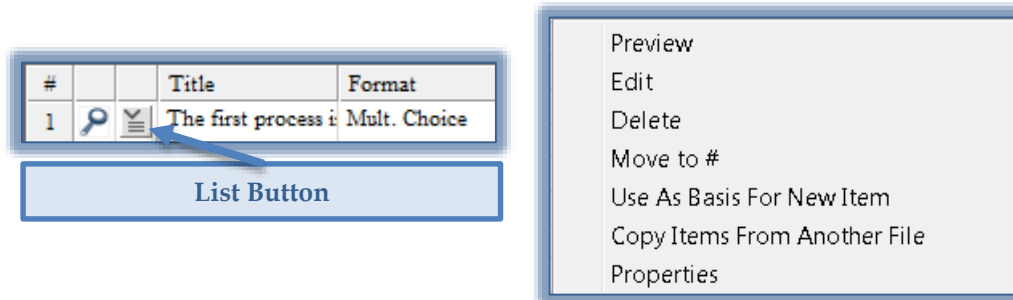 # Title Format
1 The first process is Mult. Choice
List Button
Preview
Edit
Delete
Move to #
Use As Basis For New Item
Copy Items From Another File
Properties